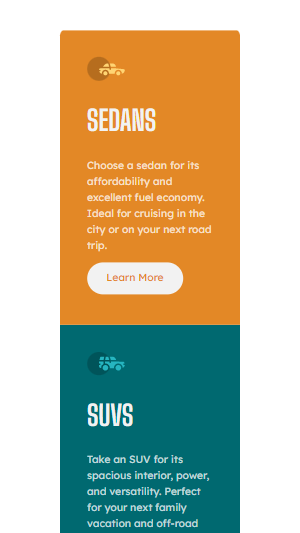 SEDANS
Choose a sedan for its
affordability and
excellent fuel economy.
Ideal for cruising in the
city or on your next road
trip.
Learn More
SUVS
Take an SUV for its
spacious interior, power,
and versatility. Perfect
for your next family
vacation and off-road